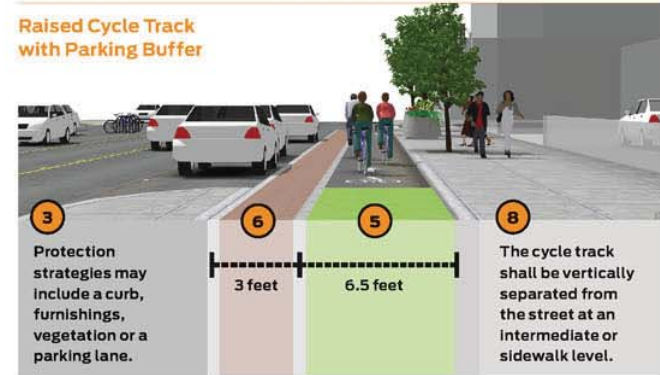 Raised Cycle Track
with Parking Buffer
3
6
5
8
Protection
strategies may
include a curb,
furnishings,
vegetation or a
parking lane.
3 feet
6.5 feet
The cycle track
shall be vertically
separated from
the street at an
intermediate or
sidewalk level.